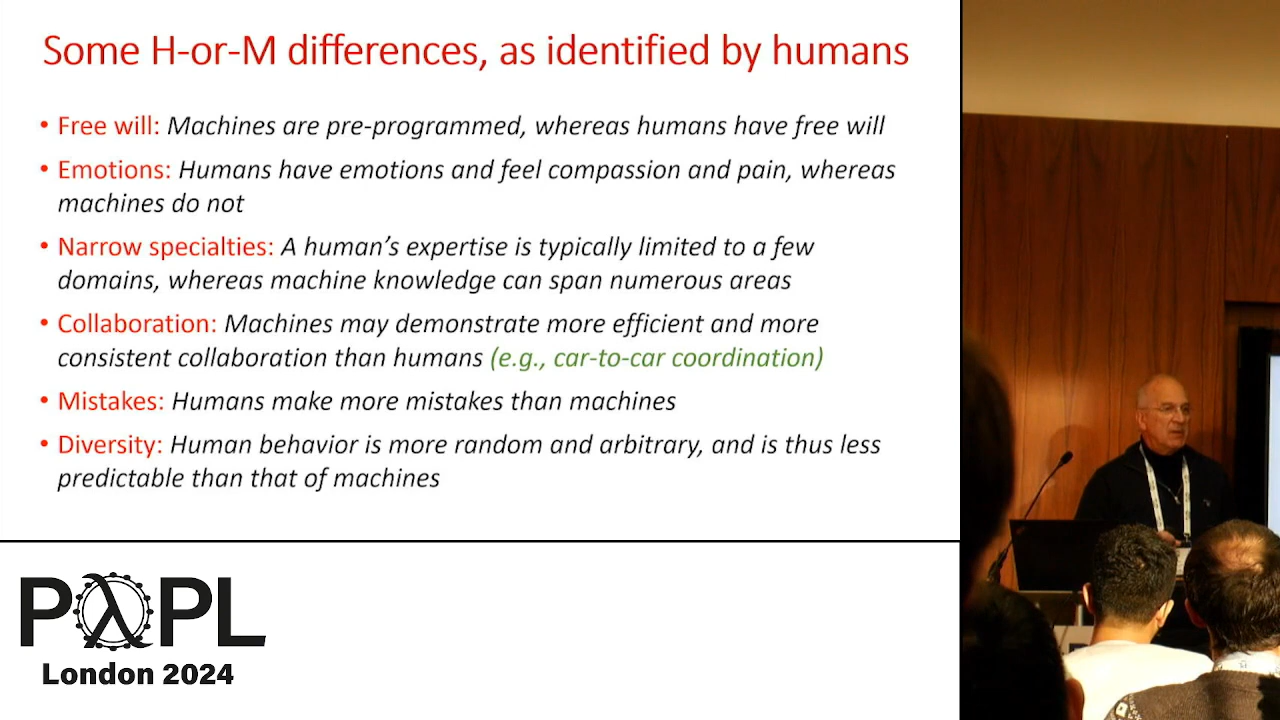 Some H-or-M differences, as identified by humans
• Free will: Machines are pre-programmed, whereas humans have free will
• Emotions: Humans have emotions and feel compassion and pain, whereas
machines do not
• Narrow specialties: A human's expertise is typically limited to a few
domains, whereas machine knowledge can span numerous areas
• Collaboration: Machines may demonstrate more efficient and more
consistent collaboration than humans (e.g., car-to-car coordination)
• Mistakes: Humans make more mistakes than machines
• Diversity: Human behavior is more random and arbitrary, and is thus less
predictable than that of machines
PλPL
London 2024